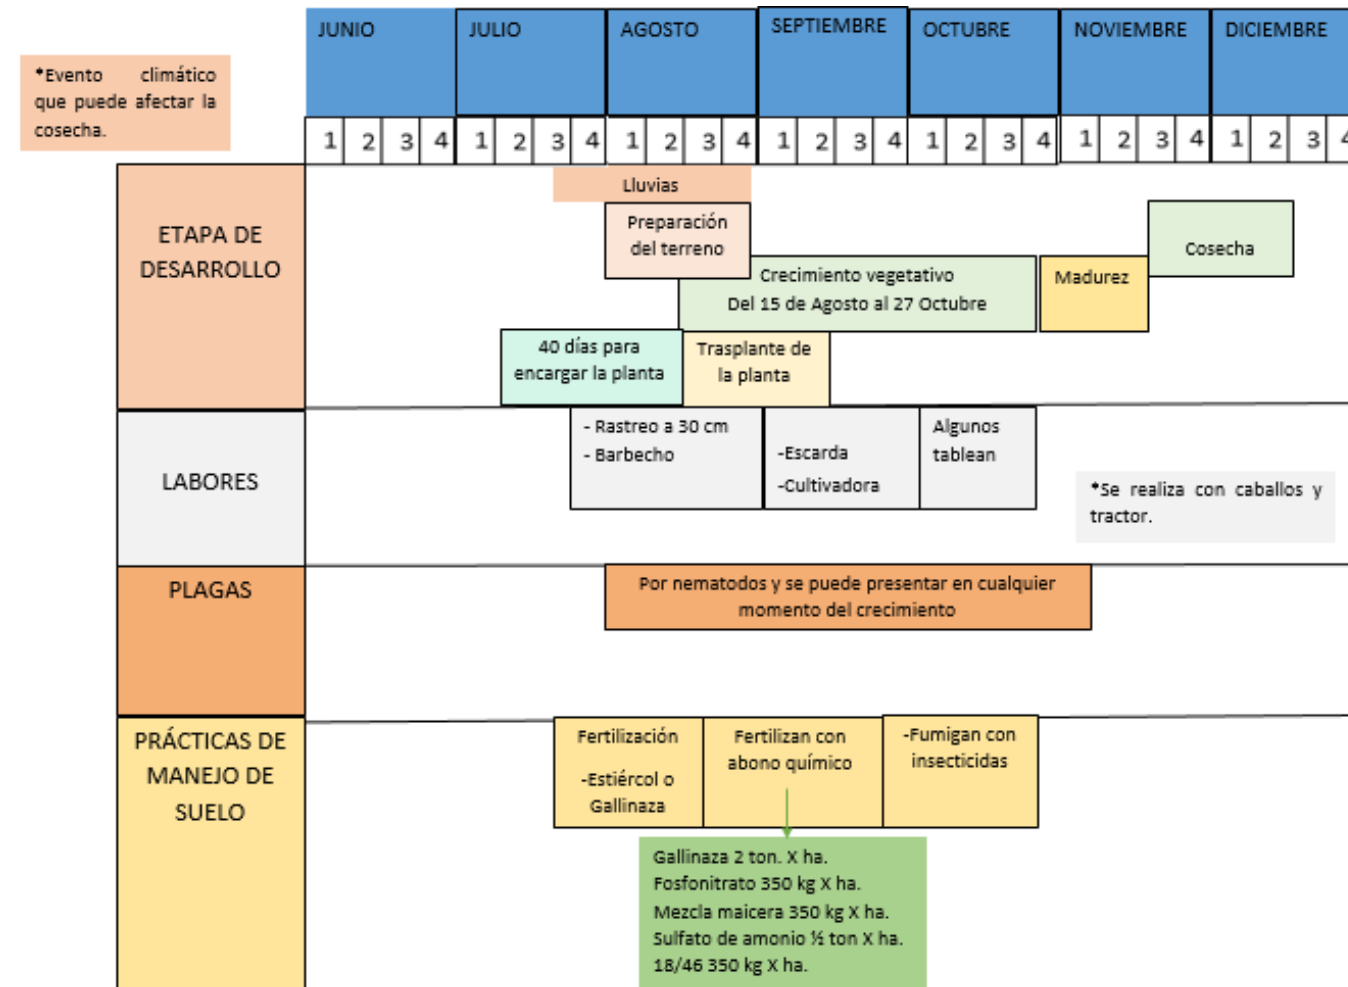 JUNIO JULIO AGOSTO SEPTIEMBRE OCTUBRE NOVIEMBRE DICIEMBRE
*Evento climático
que puede afectar la
cosecha.
1 2 3 4 1 2 3 4 1 2 3 4 1 2 3 4 1 2 3 4 1 2 3 4 1 2 3 4
ETAPA DE
DESARROLLO
Lluvias
Preparación
del terreno
Cosecha
Crecimiento vegetativo
Del 15 de Agosto al 27 Octubre
Madurez
40 días para
encargar la planta
Trasplante de
la planta
LABORES
- Rastreo a 30 cm
- Barbecho
-Escarda
-Cultivadora
Algunos
tablean
*Se realiza con caballos y
tractor.
PLAGAS
Por nematodos y se puede presentar en cualquier
momento del crecimiento
PRÁCTICAS DE
MANEJO DE
SUELO
Fertilización
-Estiércol o
Gallinaza
Fertilizan con
abono químico
-Fumigan con
insecticidas
Gallinaza 2 ton. X ha.
Fosfonitrato 350 kg X ha.
Mezcla maicera 350 kg X ha.
Sulfato de amonio ½ ton X ha.
18/46 350 kg X ha.